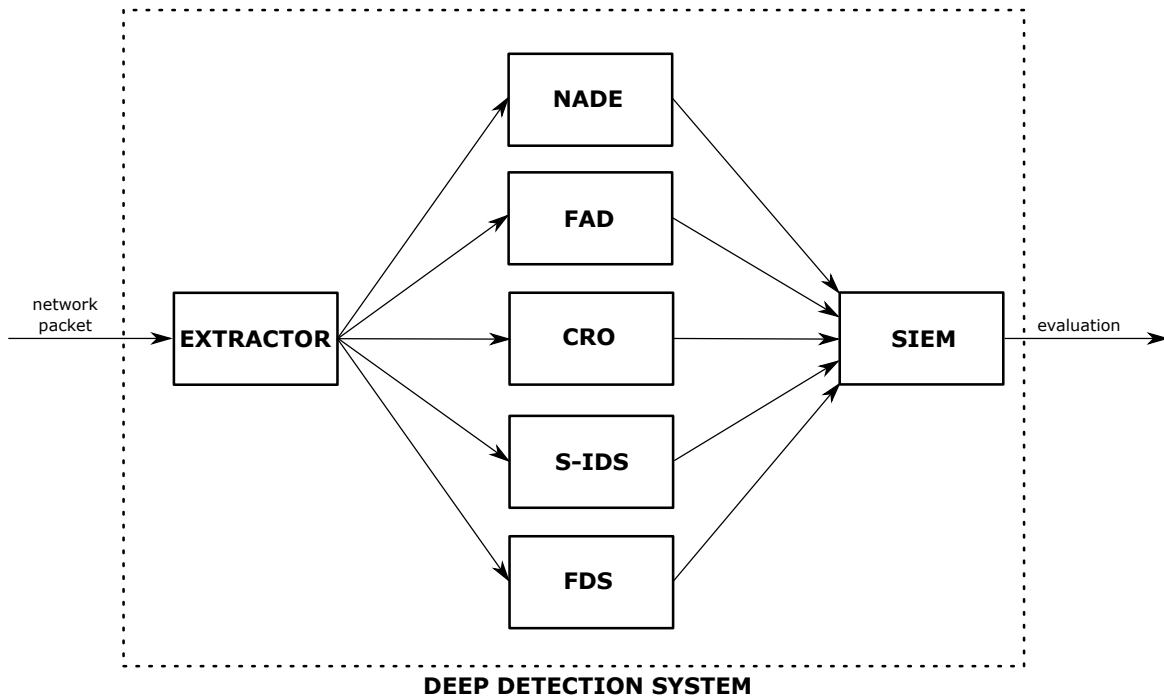 NADE
FAD
network
packet
EXTRACTOR
CRO
SIEM
evaluation
S-IDS
FDS
DEEP DETECTION SYSTEM